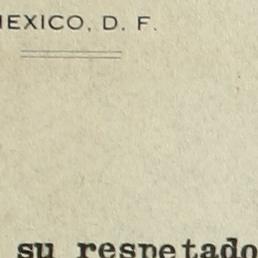 MEXICO, D. F.
su respetado